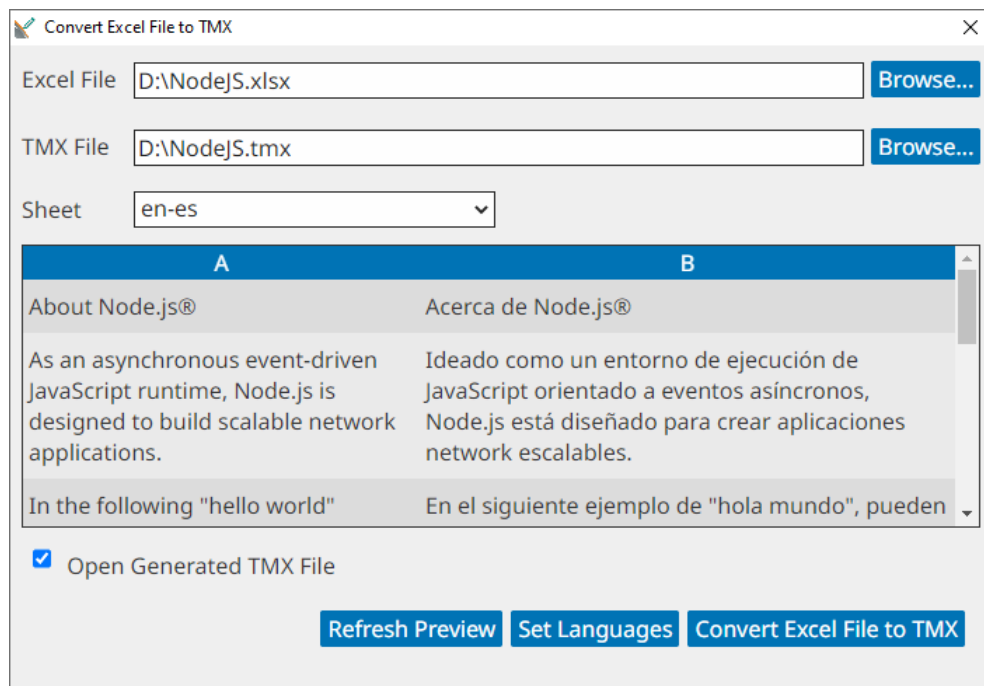 Convert Excel File to TMX
Excel File D:\NodeJS.xlsx Browse...
TMX File D:\NodeJS.tmx Browse...
Sheet en-es
A B
About Node.js® Acerca de Node.js®
As an asynchronous event-driven Ideado como un entorno de ejecución de
JavaScript runtime, Node.js is JavaScript orientado a eventos asíncronos,
designed to build scalable network Node.js está diseñado para crear aplicaciones
applications. network escalables.
In the following "hello world" En el siguiente ejemplo de "hola mundo", pueden
Open Generated TMX File
Refresh Preview Set Languages Convert Excel File to TMX